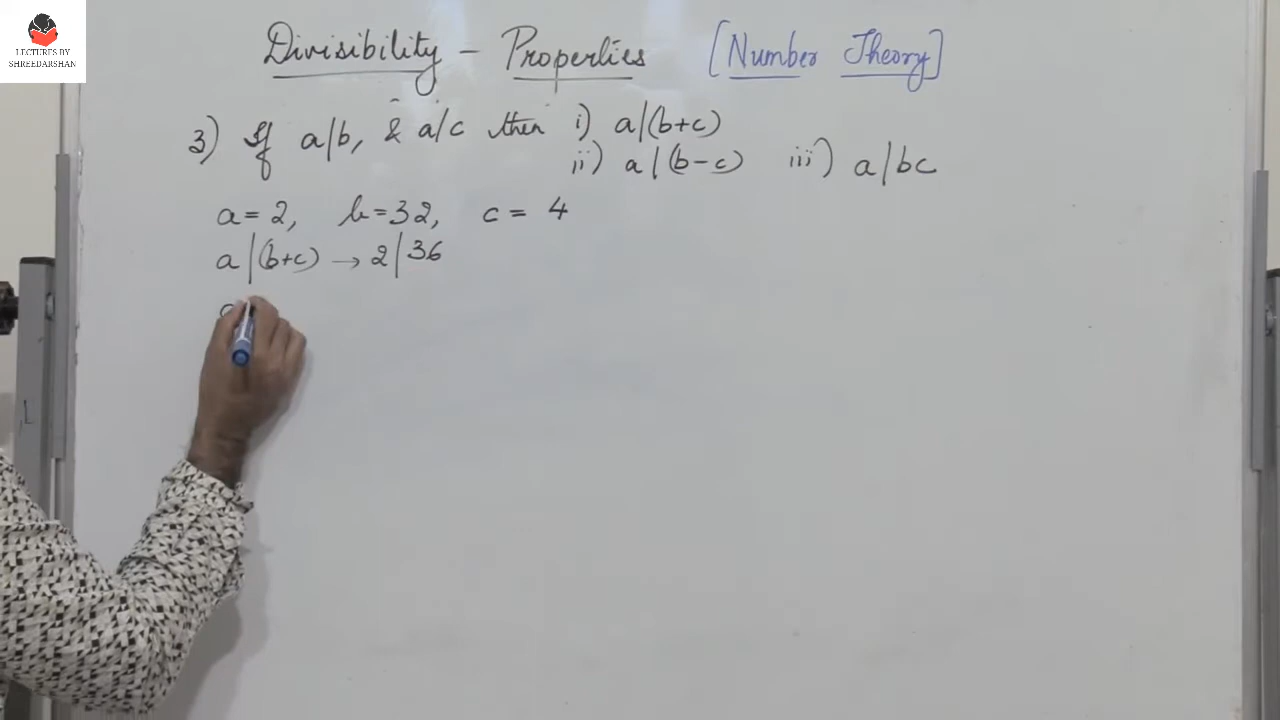 LECTURES BY
SHREEDARSHAN
Divisibility - Properties [Number Theory]
3) If a|b, & a|c then i) a|(b+c)
ii) a|(b-c) iii) a|bc
a = 2, b = 32, c = 4
a|(b+c) → 2|36